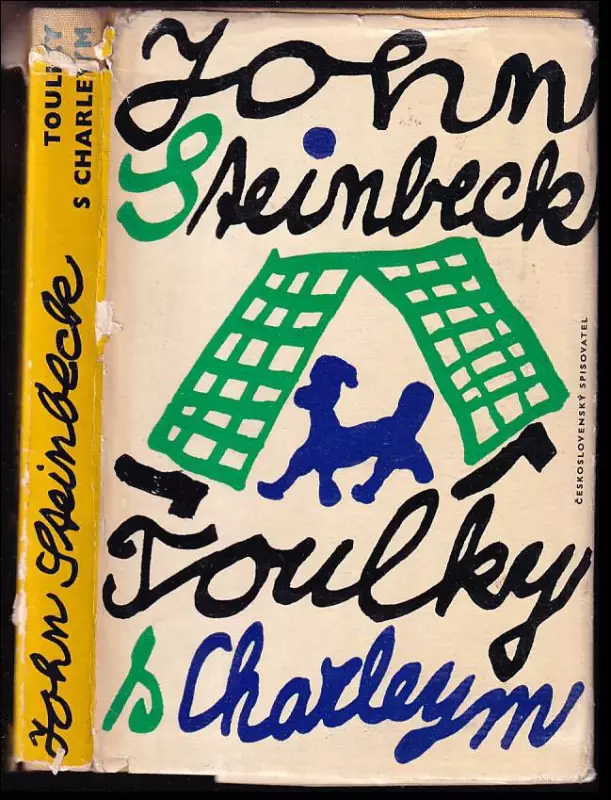 TOULKY
S CHARLEYM
John Steinbeck
John
Steinbeck
Toulky
s Charleym
ČESKOSLOVENSKÝ SPISOVATEL